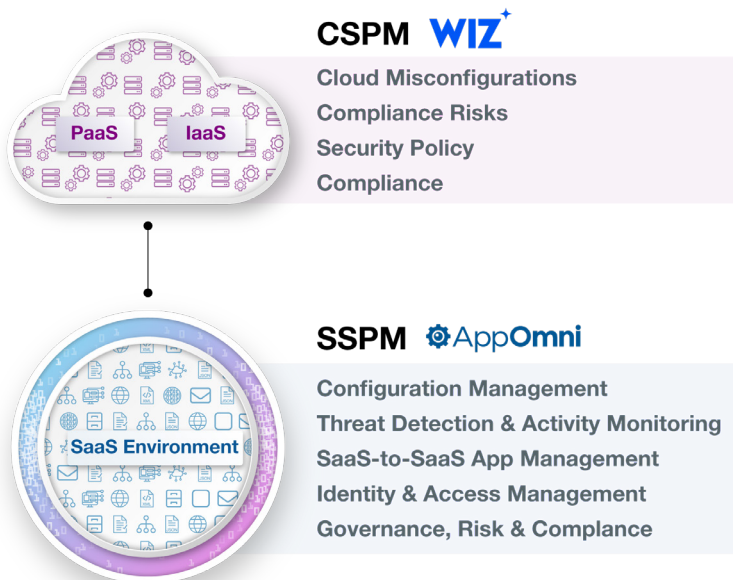 CSPM WIZ
Cloud Misconfigurations
Compliance Risks
Security Policy
Compliance
PaaS
IaaS
SSPM AppOmni
Configuration Management
Threat Detection & Activity Monitoring
SaaS-to-SaaS App Management
Identity & Access Management
Governance, Risk & Complance
SaaS Environment